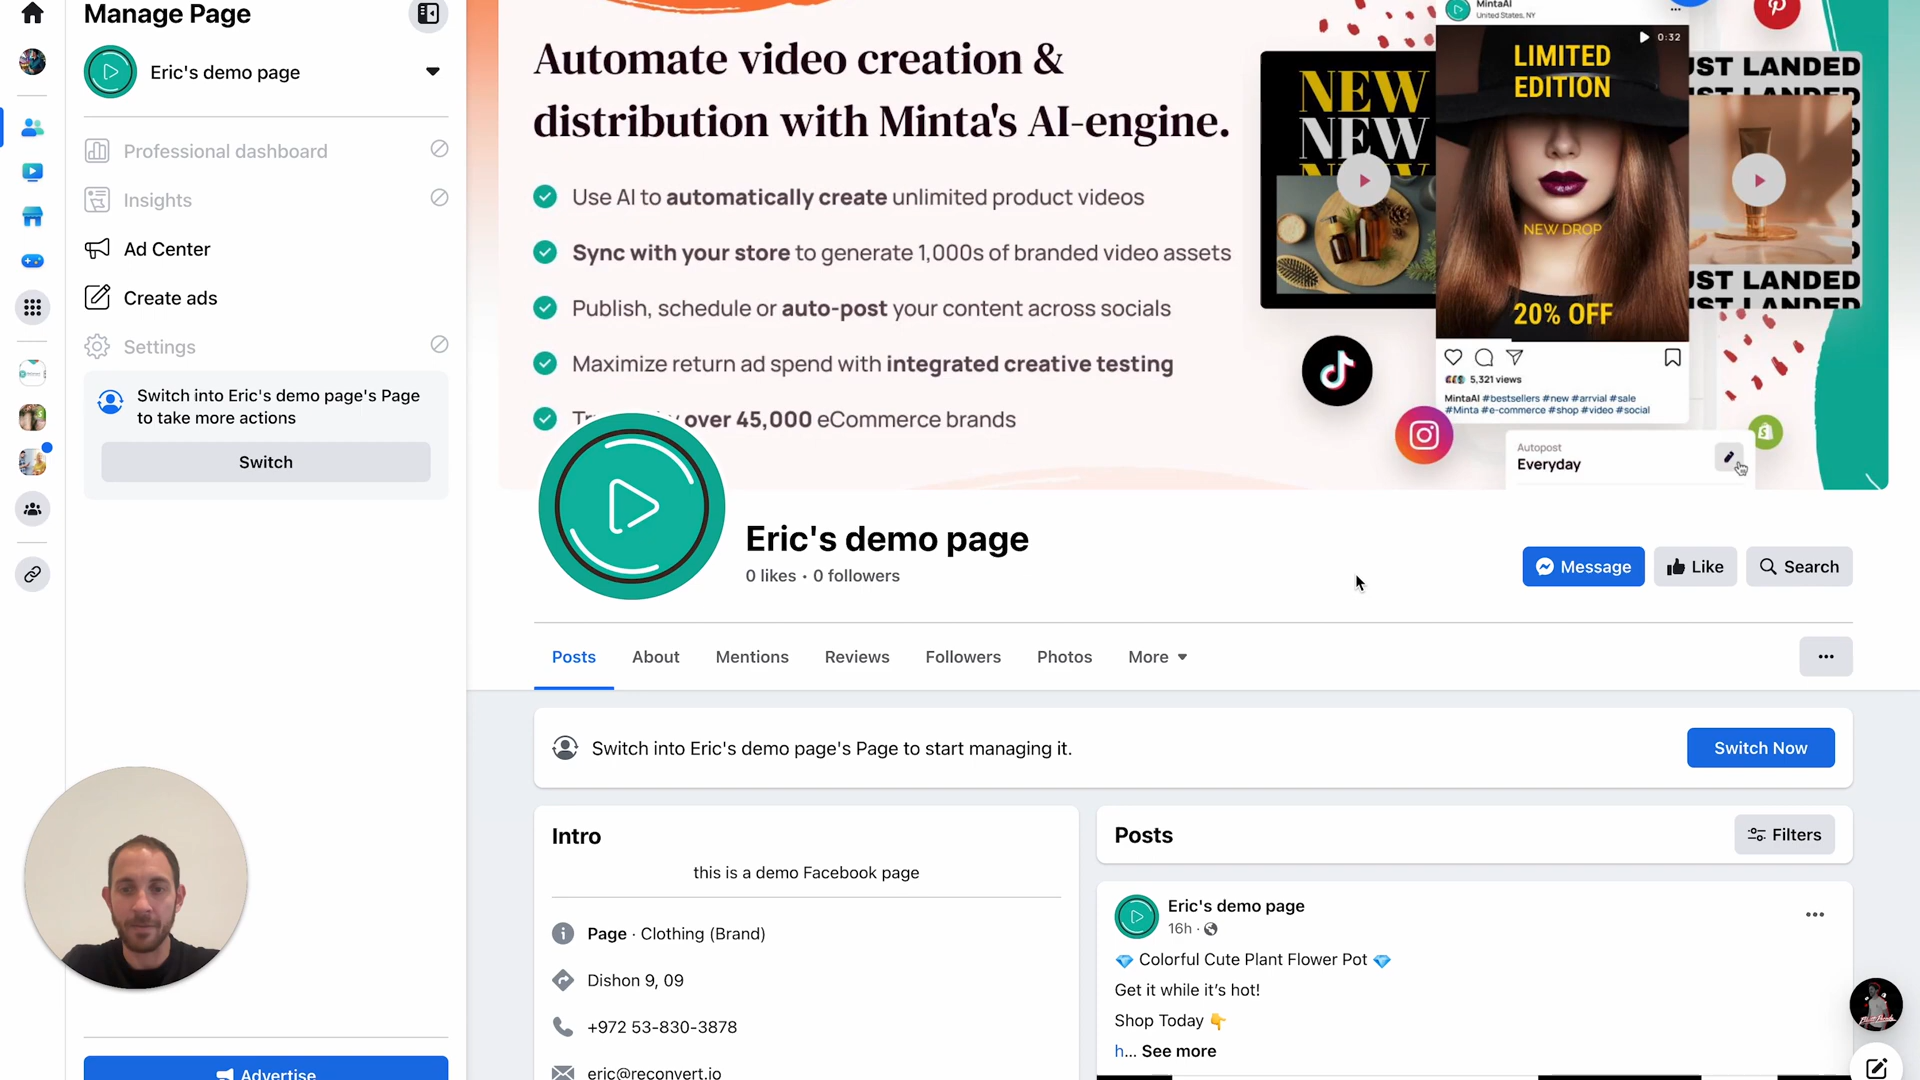 Manage Page
Eric's demo page
Professional dashboard
Insights
Ad Center
Create ads
Settings
Switch into Eric's demo page's Page
to take more actions
Switch
Advertise
Automate video creation &
distribution with Minta's AI-engine.
Use AI to automatically create unlimited product videos
Sync with your store to generate 1,000s of branded video assets
Publish, schedule or auto-post your content across socials
Maximize return ad spend with integrated creative testing
over 45,000 eCommerce brands
NEW
NEW
MintaAI
United States, NY
0:32
LIMITED
EDITION
NEW DROP
20% OFF
5,321 views
MintaAI #bestsellers #new #arrvial #sale
#Minta #e-commerce #shop #video #social
LANDED
LANDED
Autopost
Everyday
Eric's demo page
0 likes • 0 followers
Message
Like
Search
Posts
About
Mentions
Reviews
Followers
Photos
More
Switch into Eric's demo page's Page to start managing it.
Switch Now
Intro
this is a demo Facebook page
Page · Clothing (Brand)
Dishon 9, 09
+972 53-830-3878
eric@reconvert.io
Posts
Filters
Eric's demo page
16h ·
💎 Colorful Cute Plant Flower Pot 💎
Get it while it’s hot!
Shop Today 👇
h... See more